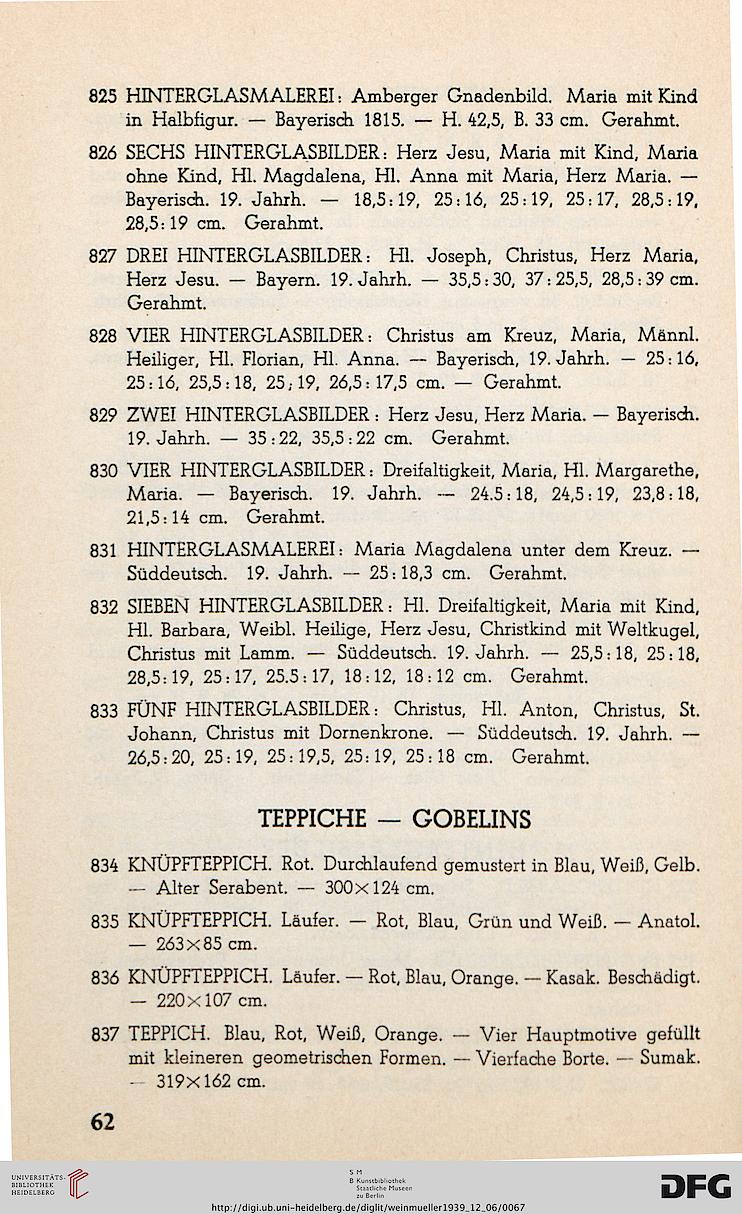 825 HINTERGLASMALEREI: Amberger Gnadenbild. Maria mit Kind
in Halbfigur. — Bayerisch 1815. — H. 42,5, B. 33 cm. Gerahmt.
826 SECHS HINTERGLASBILDER: Herz Jesu, Maria mit Kind, Maria
ohne Kind, Hl. Magdalena, Hl. Anna mit Maria, Herz Maria. —
Bayerisch. 19. Jahrh. — 18,5:19, 25:16, 25:19, 25:17, 28,5:19,
28,5:19 cm. Gerahmt.
827 DREI HINTERGLASBILDER: Hl. Joseph, Christus, Herz Maria,
Herz Jesu. — Bayern. 19. Jahrh. — 35,5:30, 37:25,5, 28,5:39 cm.
Gerahmt.
828 VIER HINTERGLASBILDER: Christus am Kreuz, Maria, Männl.
Heiliger, Hl. Florian, Hl. Anna. — Bayerisch, 19. Jahrh. — 25:16,
25:16, 25,5:18, 25;19, 26,5:17,5 cm. — Gerahmt.
829 ZWEI HINTERGLASBILDER: Herz Jesu, Herz Maria. — Bayerisch.
19. Jahrh. — 35:22, 35,5:22 cm. Gerahmt.
830 VIER HINTERGLASBILDER: Dreifaltigkeit, Maria, Hl. Margarethe,
Maria. — Bayerisch. 19. Jahrh. — 24.5:18, 24,5:19, 23,8:18,
21,5:14 cm. Gerahmt.
831 HINTERGLASMALEREI: Maria Magdalena unter dem Kreuz. —
Süddeutsch. 19. Jahrh. — 25:18,3 cm. Gerahmt.
832 SIEBEN HINTERGLASBILDER: Hl. Dreifaltigkeit, Maria mit Kind,
Hl. Barbara, Weibl. Heilige, Herz Jesu, Christkind mit Weltkugel,
Christus mit Lamm. — Süddeutsch. 19. Jahrh. — 25,5:18, 25:18,
28,5:19, 25:17, 25.5:17, 18:12, 18:12 cm. Gerahmt.
833 FÜNF HINTERGLASBILDER: Christus, Hl. Anton, Christus, St.
Johann, Christus mit Dornenkrone. — Süddeutsch. 19. Jahrh. —
26,5:20, 25:19, 25:19,5, 25:19, 25:18 cm. Gerahmt.
TEPPICHE — GOBELINS
834 KNÜPFTEPPICH. Rot. Durchlaufend gemustert in Blau, Weiß, Gelb.
— Alter Serabent. — 300×124 cm.
835 KNÜPFTEPPICH. Läufer. — Rot, Blau, Grün und Weiß. — Anatol.
— 263×85 cm.
836 KNÜPFTEPPICH. Läufer. — Rot, Blau, Orange. — Kasak. Beschädigt.
— 220×107 cm.
837 TEPPICH. Blau, Rot, Weiß, Orange. — Vier Hauptmotive gefüllt
mit kleineren geometrischen Formen. — Vierfache Borte. — Sumak.
— 319×162 cm.
62
UNIVERSITÄTS-
BIBLIOTHEK
HEIDELBERG
S M
B Kunstbibliothek
Staatliche Museen
zu Berlin
DFG
http://digi.ub.uni-heidelberg.de/diglit/weinmueller1939_12_06/0067